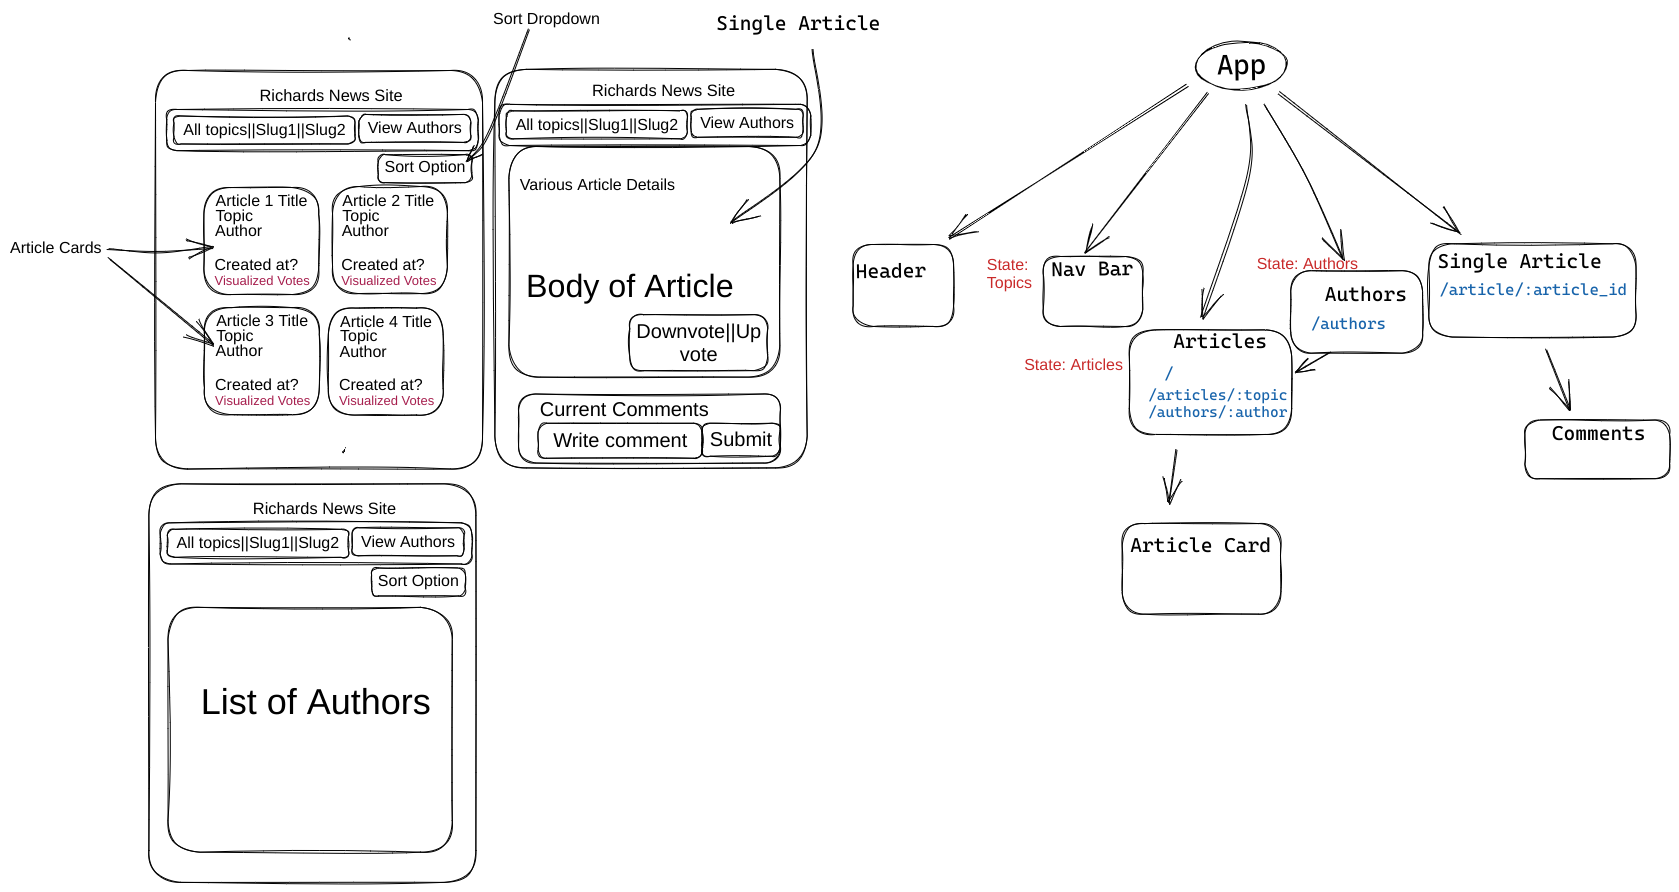 Sort Dropdown
Single Article
Richards News Site
All topics||Slug1||Slug2
View Authors
Sort Option
Article Cards
Article 1 Title
Topic
Author
Created at?
Visualized Votes
Article 2 Title
Topic
Author
Created at?
Visualized Votes
Article 3 Title
Topic
Author
Created at?
Visualized Votes
Article 4 Title
Topic
Author
Created at?
Visualized Votes
Richards News Site
All topics||Slug1||Slug2
View Authors
Various Article Details
Body of Article
Downvote||Up
vote
Current Comments
Write comment
Submit
Richards News Site
All topics||Slug1||Slug2
View Authors
Sort Option
List of Authors
App
Header
State:
Topics
Nav Bar
State: Articles
Articles
/
/articles/:topic
/authors/:author
State: Authors
Authors
/authors
Single Article
/article/:article_id
Comments
Article Card